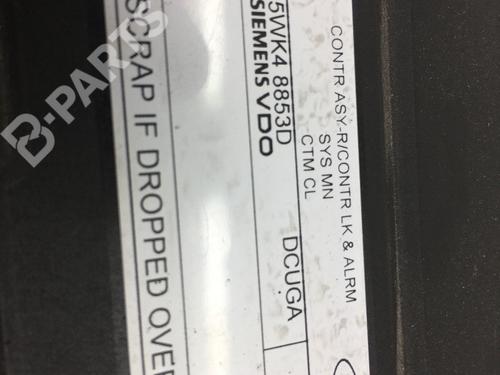 CONTR ASY-R/CONTR LK & ALRM
SYS MN
CTM CL
5WK4 8853D
SIEMENS VDO
DCUGA
SCRAP IF DROPPED OVER
B-PARTS